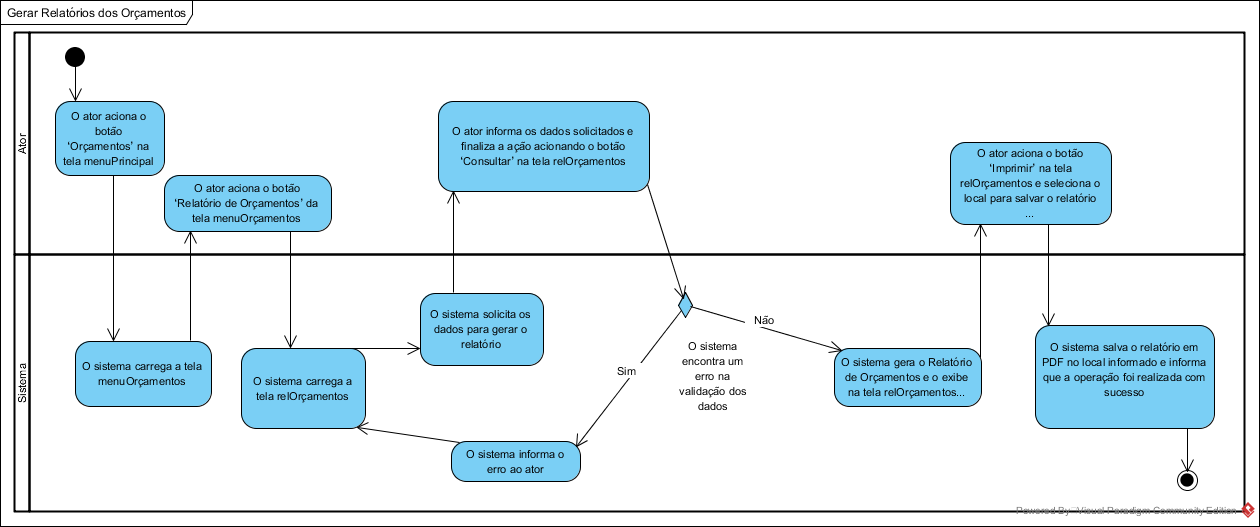 Gerar Relatórios dos Orçamentos
Ator
O ator aciona o
botão
‘Orçamentos’ na
tela menuPrincipal
O ator aciona o botão
‘Relatório de Orçamentos’ da
tela menuOrçamentos
O ator informa os dados solicitados e
finaliza a ação acionando o botão
‘Consultar’ na tela relOrçamentos
O ator aciona o botão
‘Imprimir’ na tela
relOrçamentos e seleciona o
local para salvar o relatório
...
Sistema
O sistema carrega a tela
menuOrçamentos
O sistema carrega a
tela relOrçamentos
O sistema solicita os
dados para gerar o
relatório
O sistema informa o
erro ao ator
Sim
Não
O sistema
encontra um
erro na
validação dos
dados
O sistema gera o Relatório
de Orçamentos e o exibe
na tela relOrçamentos...
O sistema salva o relatório em
PDF no local informado e informa
que a operação foi realizada com
sucesso
Powered By Visual Paradigm Community Edition